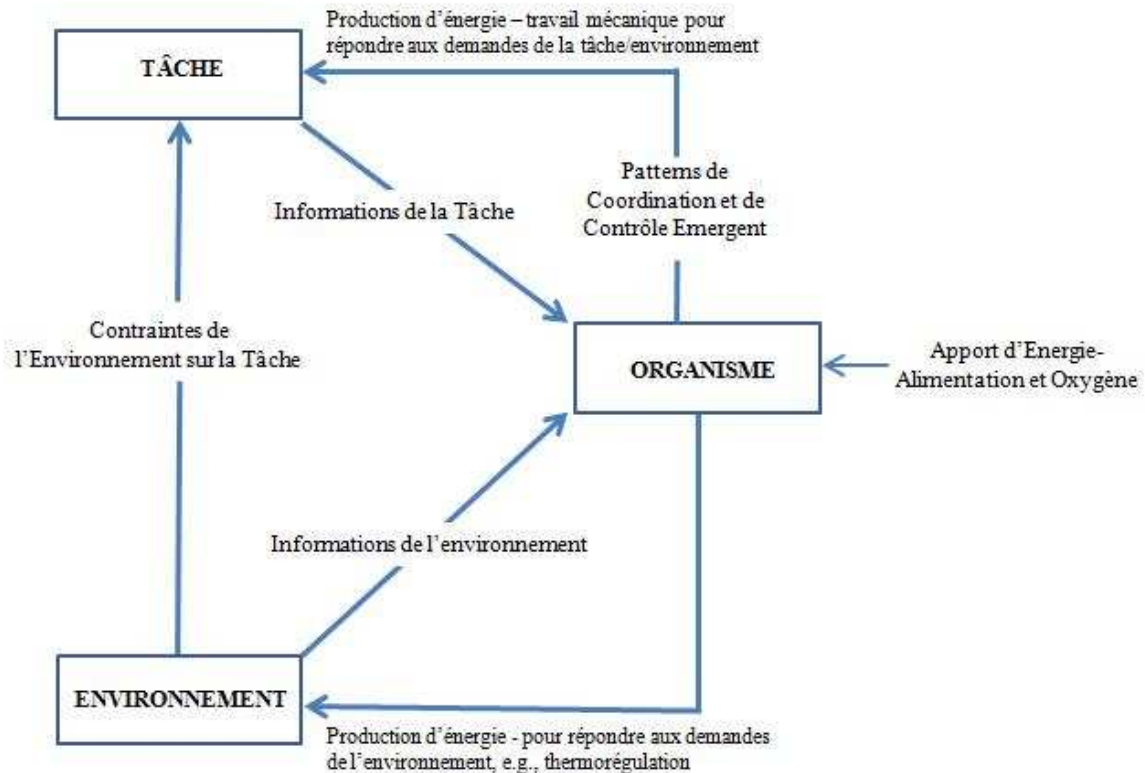 Production d’énergie – travail mécanique pour
répondre aux demandes de la tâche/environnement
TÂCHE
Informations de la Tâche
Patterns de
Coordination et de
Contrôle Emergent
Contraintes de
l’Environnement sur la Tâche
ORGANISME
Apport d’Energie-
Alimentation et Oxygène
Informations de l’environnement
ENVIRONNEMENT
Production d’énergie - pour répondre aux demandes
de l’environnement, e.g., thermorégulation